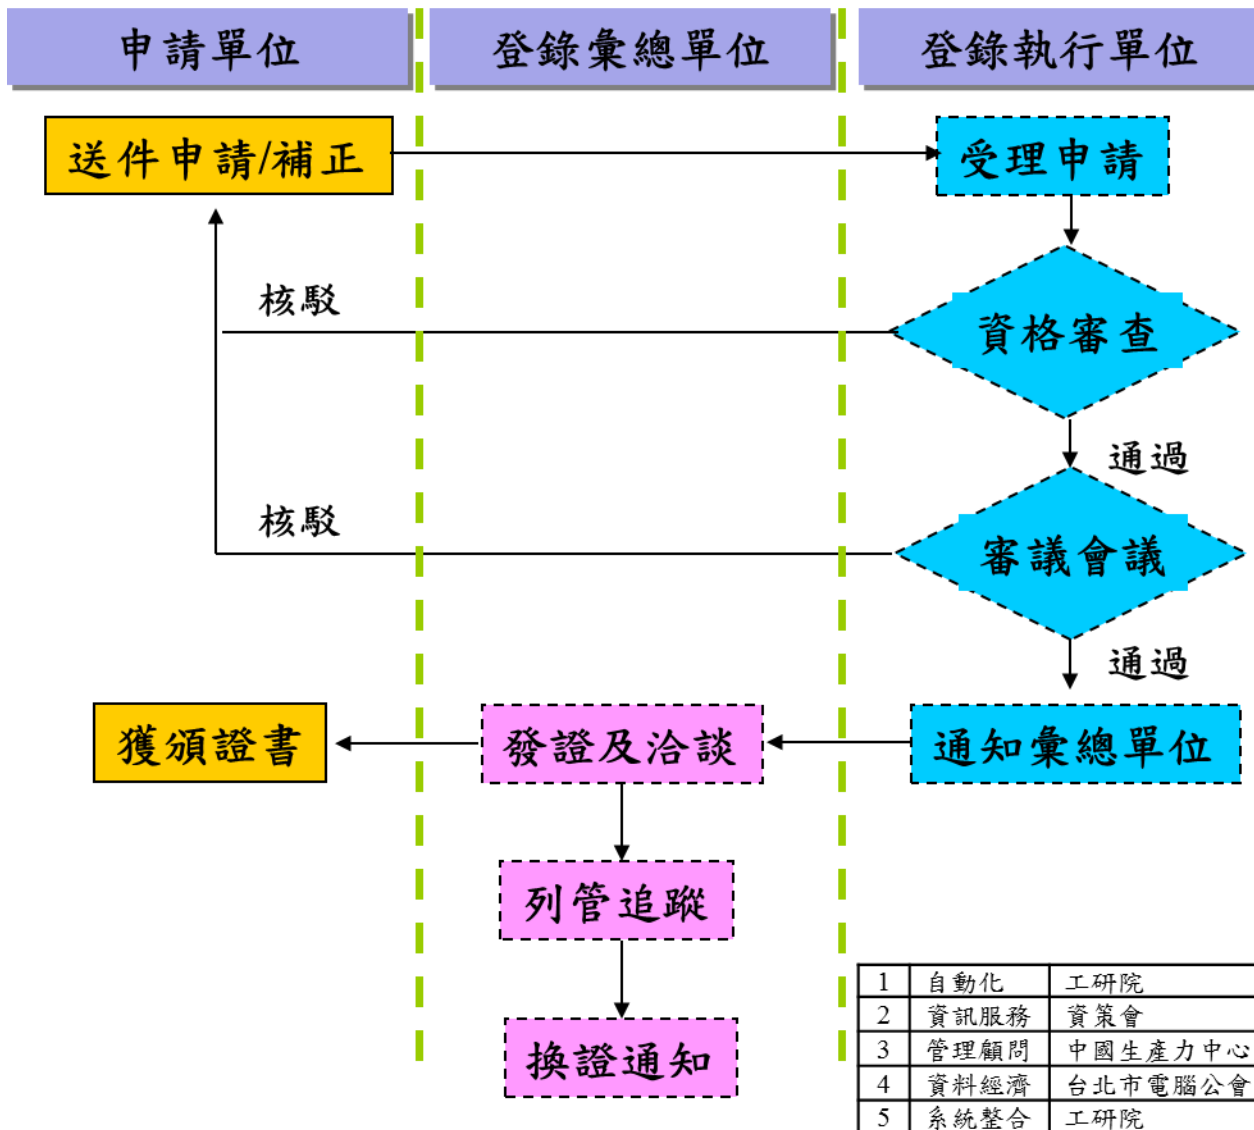 申請單位 登錄彙總單位 登錄執行單位
送件申請/補正 受理申請
核駁 資格審查
通過
核駁 審議會議
通過
獲頒證書 發證及洽談 通知彙總單位
列管追蹤
換證通知
1 自動化 工研院
2 資訊服務 資策會
3 管理顧問 中國生產力中心
4 資料經濟 台北市電腦公會
5 系統整合 工研院